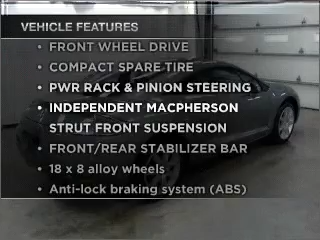 VEHICLE FEATURES
• FRONT WHEEL DRIVE
• COMPACT SPARE TIRE
• PWR RACK & PINION STEERING
• INDEPENDENT MACPHERSON
STRUT FRONT SUSPENSION
• FRONT/REAR STABILIZER BAR
• 18 x 8 alloy wheels
• Anti-lock braking system (ABS)